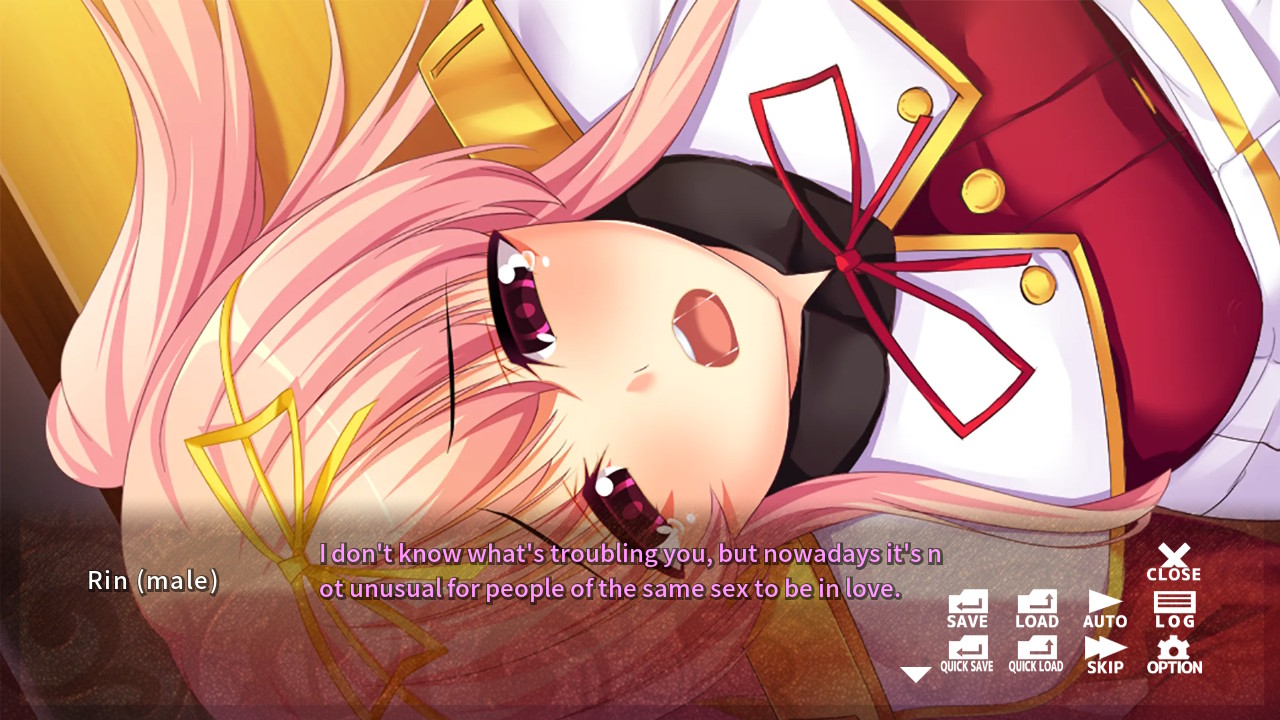 I don't know what's troubling you, but nowadays it's n
ot unusual for people of the same sex to be in love.
Rin (male)
CLOSE
SAVE LOAD AUTO LOG
QUICK SAVE QUICK LOAD SKIP OPTION